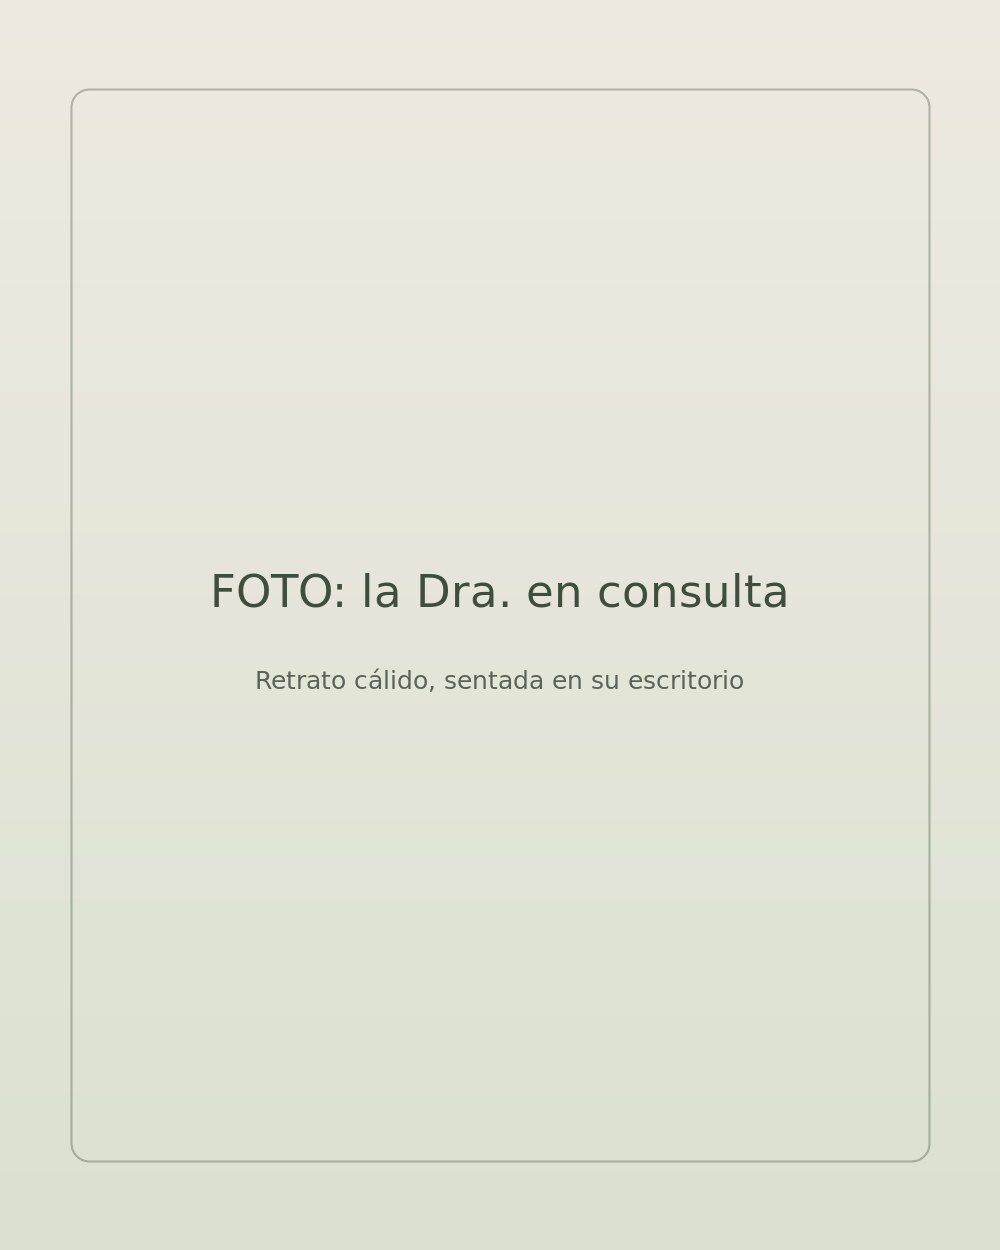 FOTO: la Dra. en consulta
Retrato cálido, sentada en su escritorio